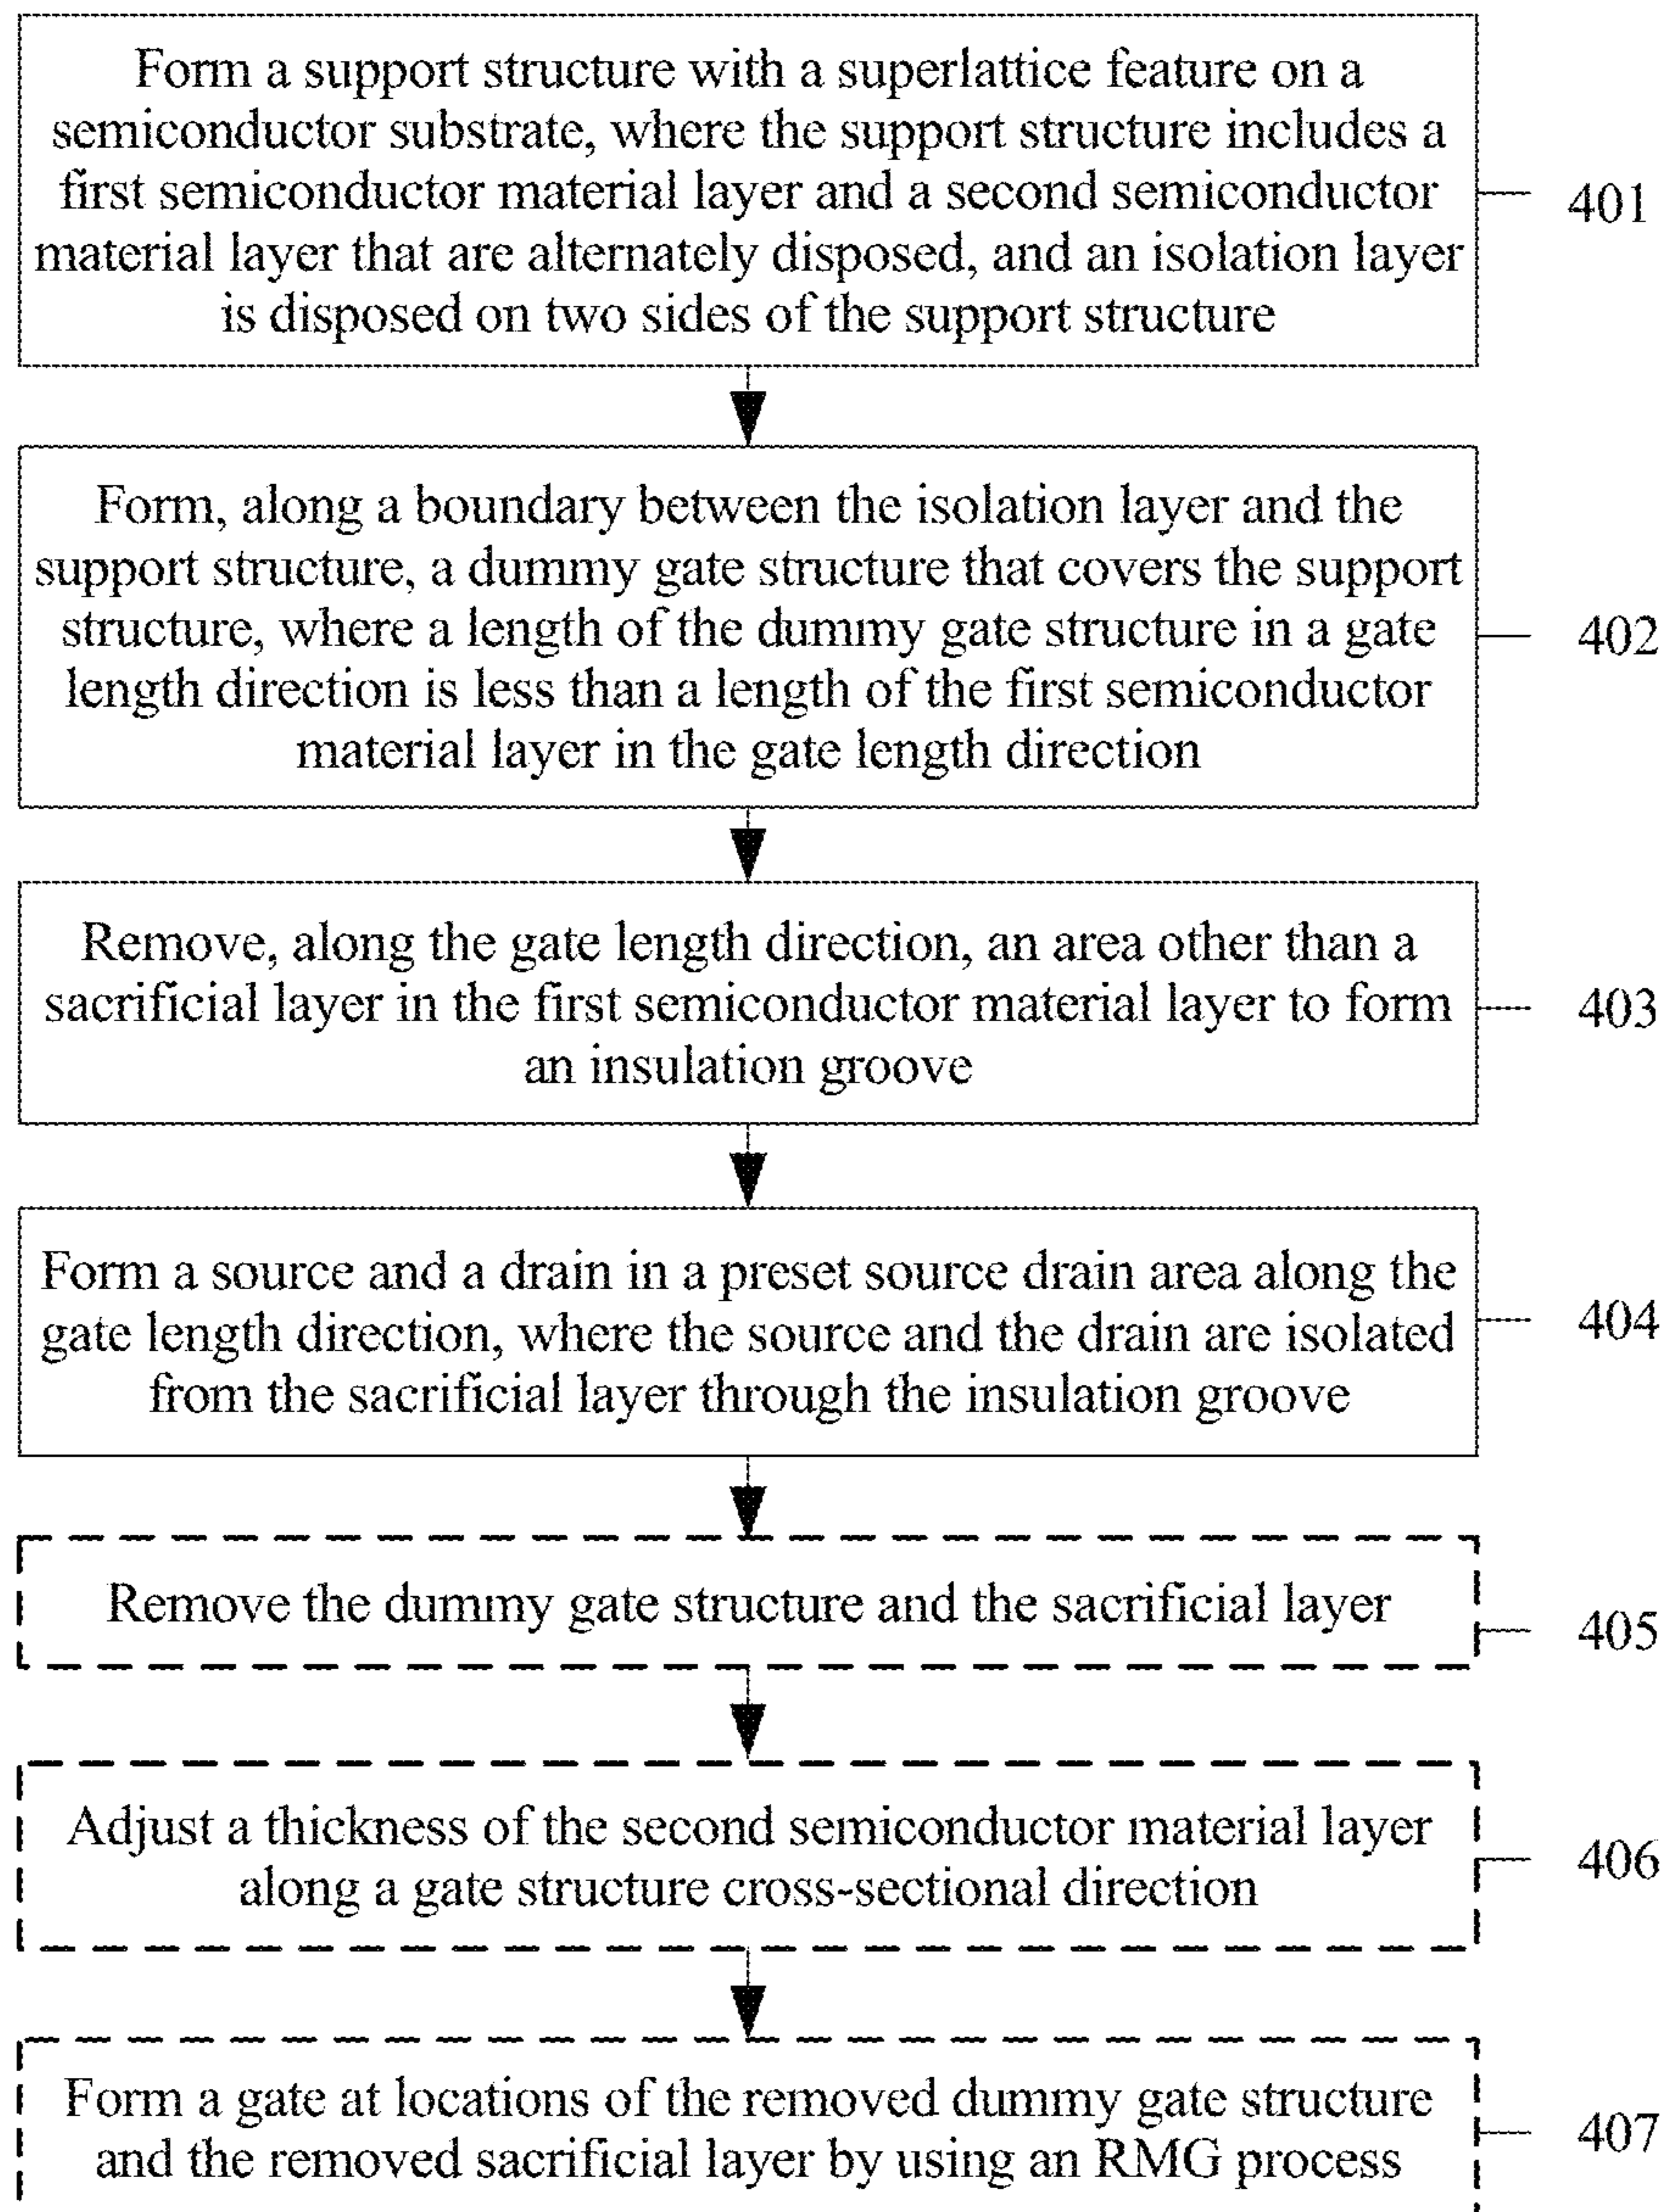 Form a support structure with a superlattice feature on a
semiconductor substrate, where the support structure includes a
first semiconductor material layer and a second semiconductor
material layer that are alternately disposed, and an isolation layer
is disposed on two sides of the support structure
401
Form, along a boundary between the isolation layer and the
support structure, a dummy gate structure that covers the support
structure, where a length of the dummy gate structure in a gate
length direction is less than a length of the first semiconductor
material layer in the gate length direction
402
Remove, along the gate length direction, an area other than a
sacrificial layer in the first semiconductor material layer to form
an insulation groove
403
Form a source and a drain in a preset source drain area along the
gate length direction, where the source and the drain are isolated
from the sacrificial layer through the insulation groove
404
Remove the dummy gate structure and the sacrificial layer
405
Adjust a thickness of the second semiconductor material layer
along a gate structure cross-sectional direction
406
Form a gate at locations of the removed dummy gate structure
and the removed sacrificial layer by using an RMG process
407